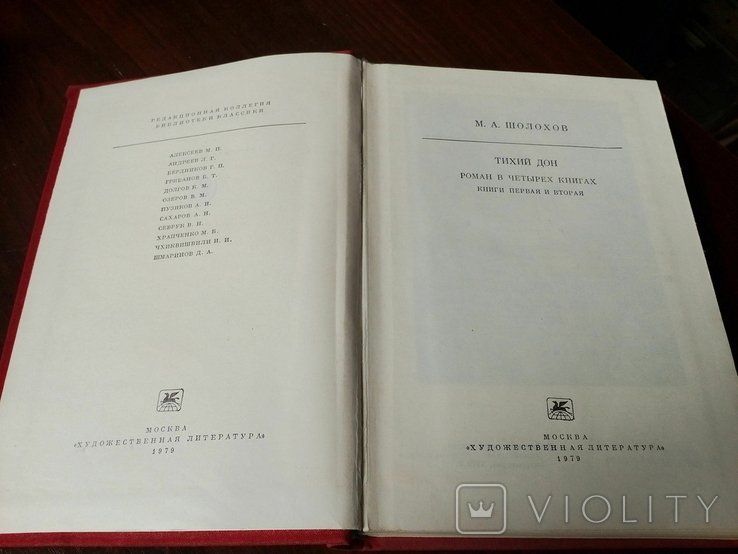 РЕДАКЦИОННАЯ КОЛЛЕГИЯ
БИБЛИОТЕКИ КЛАССИКИ
АЛЕКСЕЕВ М. П.
АНДРЕЕВ Л. Г.
БЕРДНИКОВ Г. П.
ГРИБАНОВ Б. Т.
ДОЛГОВ К. М.
ОЗЕРОВ В. М.
ПУЗИКОВ А. И.
САХАРОВ А. Н.
СЕВРУК В. Н.
ХРАПЧЕНКО М. Б.
ЧХИКВИШВИЛИ И. И.
ШМАРИНОВ Д. А.
МОСКВА
«ХУДОЖЕСТВЕННАЯ ЛИТЕРАТУРА»
1979
М. А. ШОЛОХОВ
ТИХИЙ ДОН
РОМАН В ЧЕТЫРЕХ КНИГАХ
КНИГИ ПЕРВАЯ И ВТОРАЯ
МОСКВА
«ХУДОЖЕСТВЕННАЯ ЛИТЕРАТУРА»
1979
VIOLITY